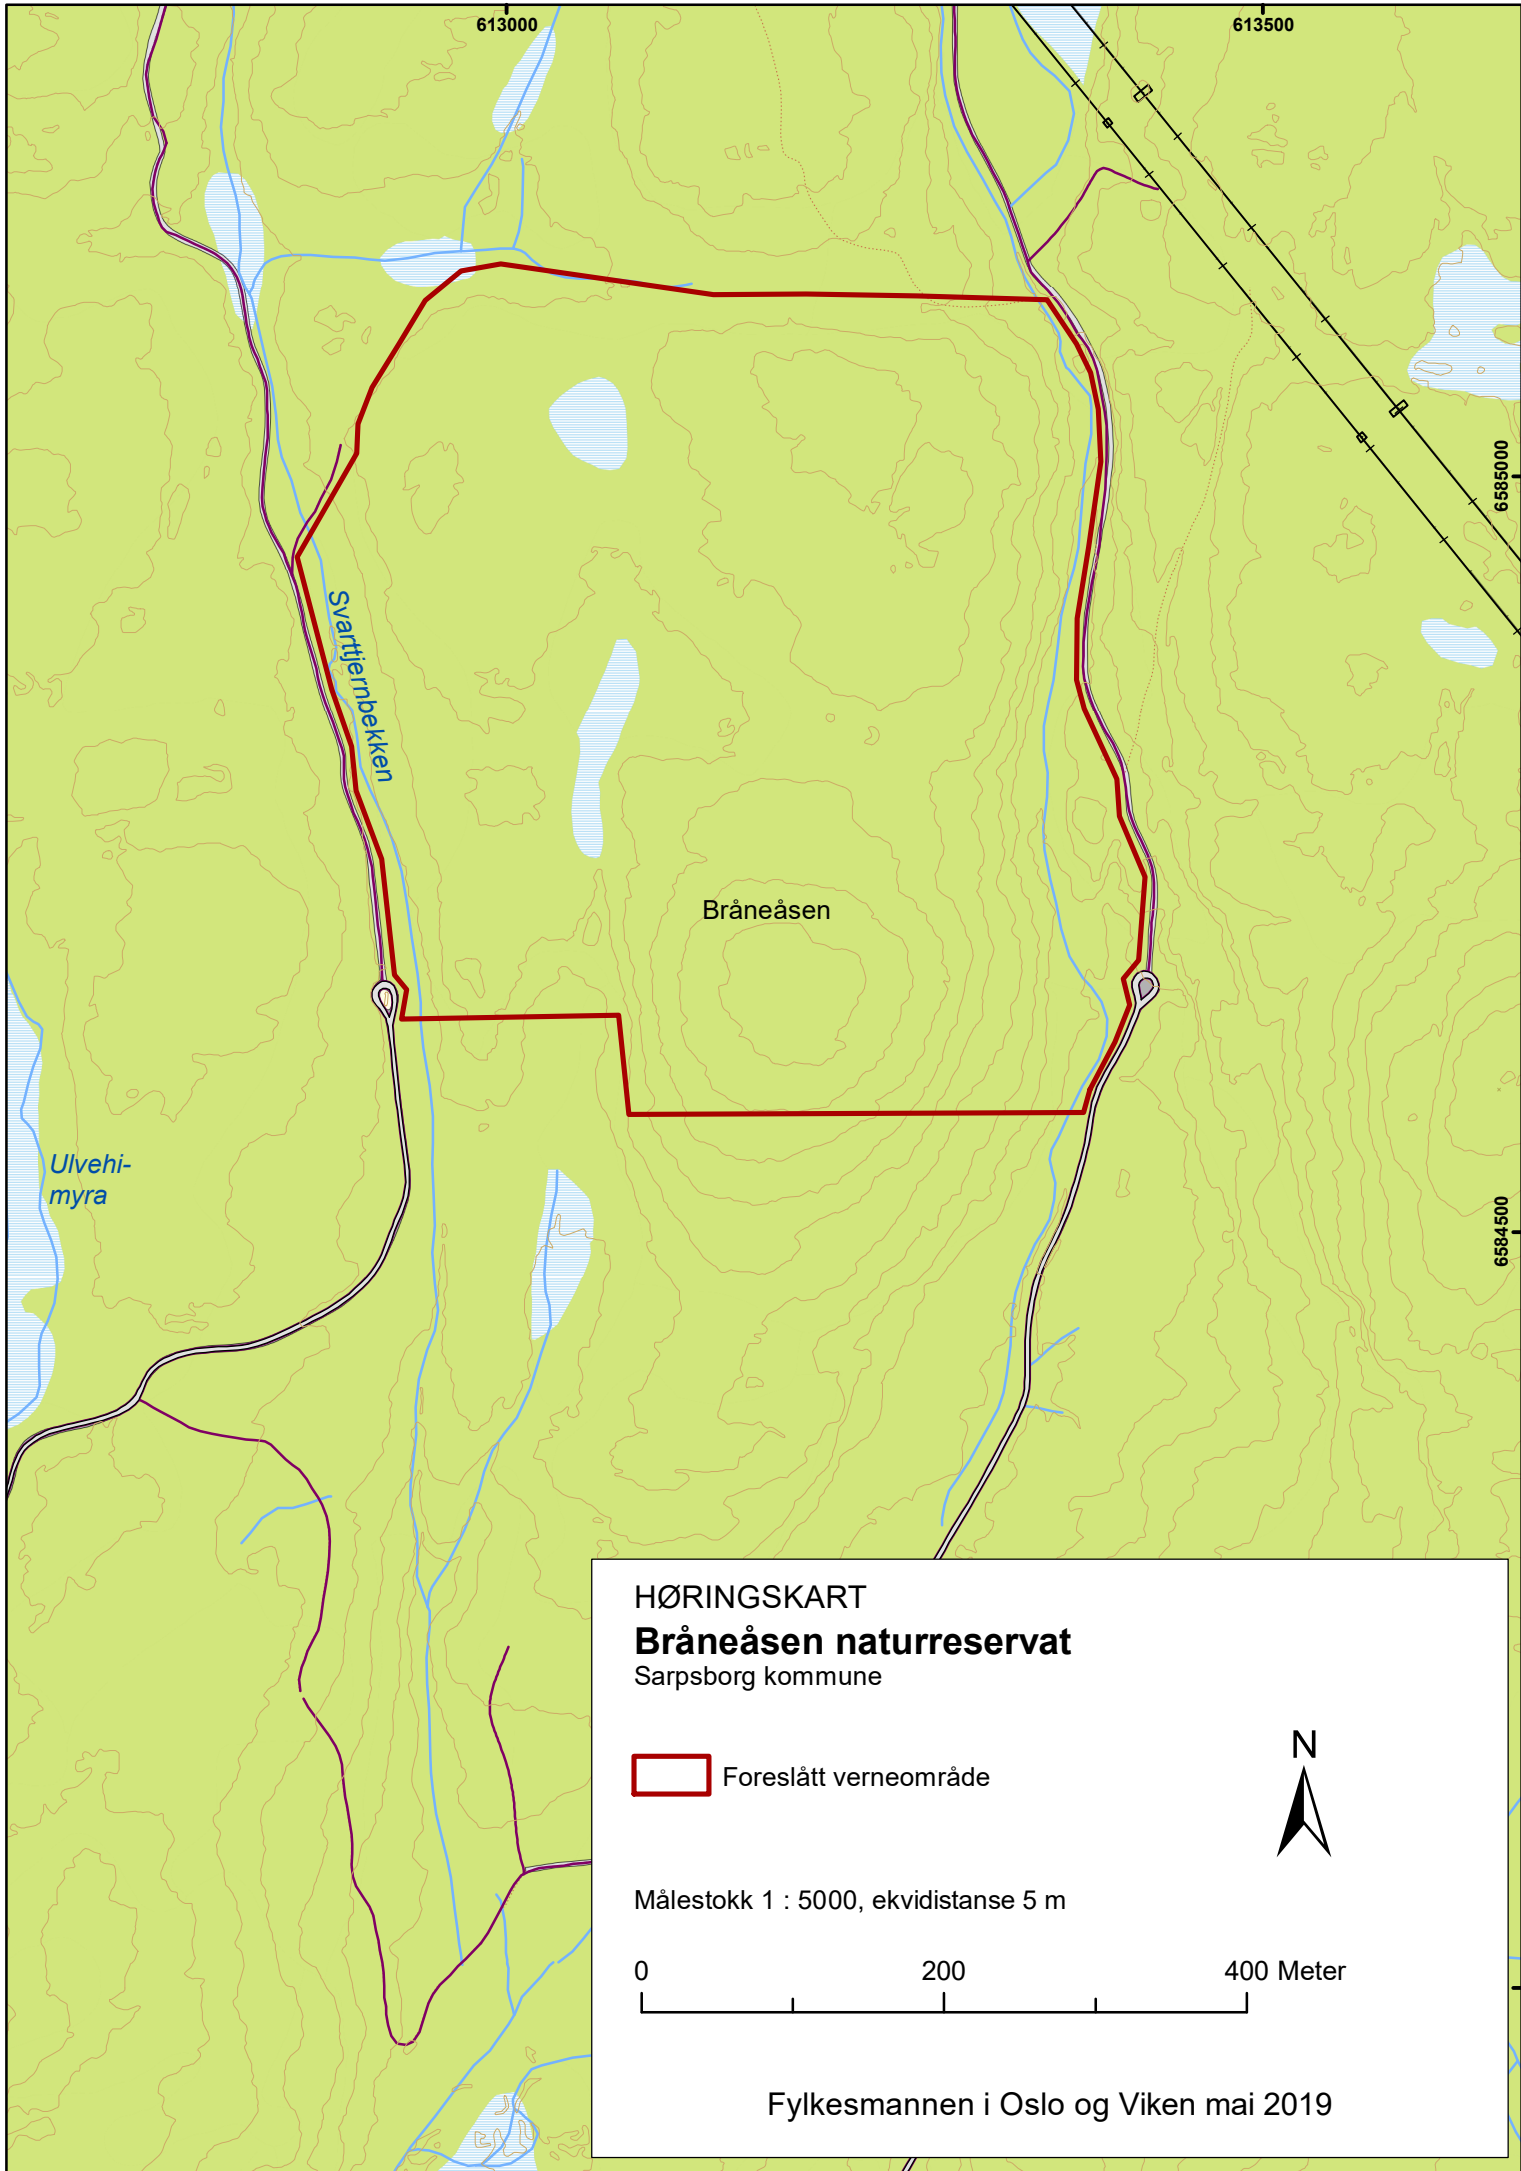 613000
613500
6585000
Svarttjernbekken
Bråneåsen
Ulvehi-
myra
6584500
HØRINGSKART
Bråneåsen naturreservat
Sarpsborg kommune
N
Foreslått verneområde
Målestokk 1 : 5000, ekvidistanse 5 m
0 200 400 Meter
Fylkesmannen i Oslo og Viken mai 2019